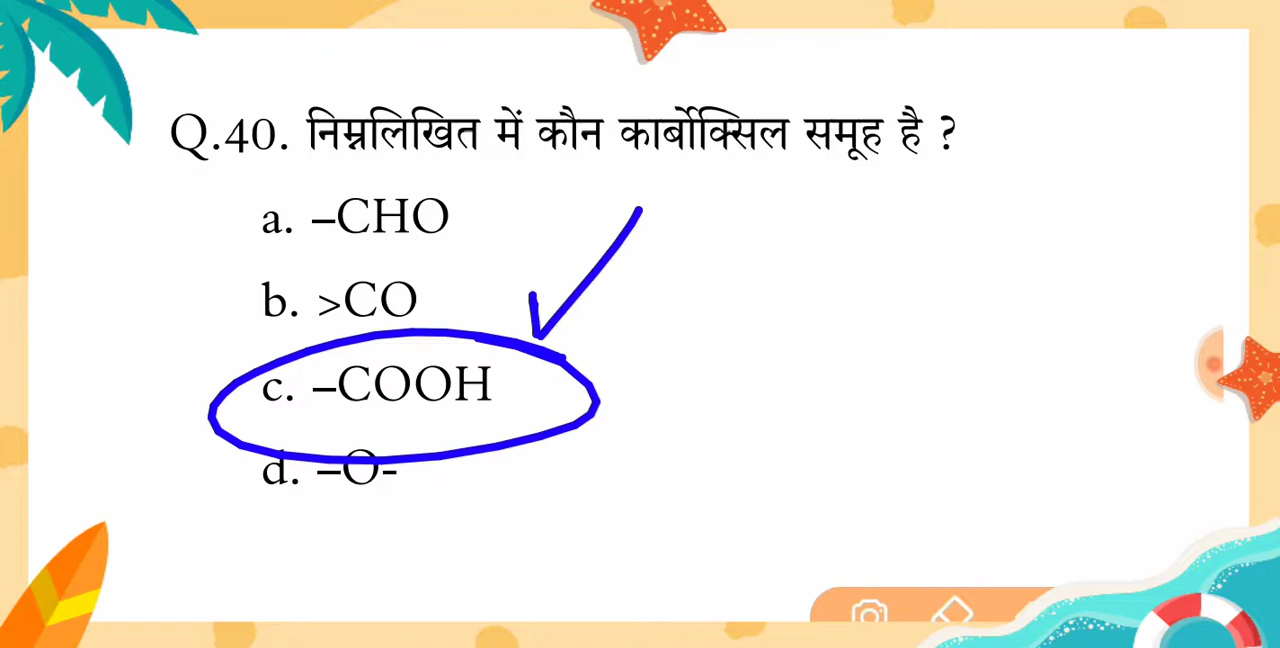 Q.40. निम्नलिखित में कौन कार्बोक्सिल समूह है ?
a. –CHO
b. >CO
c. –COOH
d. –O-